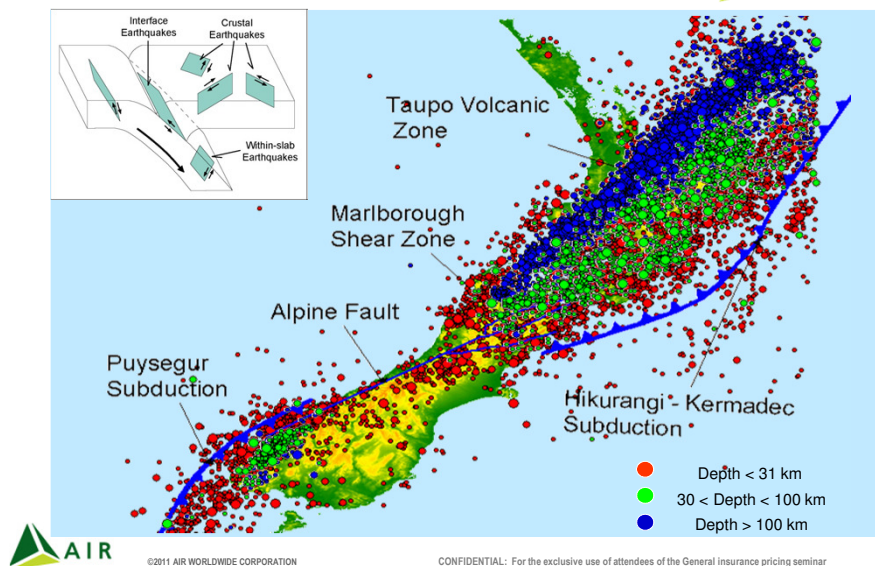 Interface
Earthquakes
Crustal
Earthquakes
Within-slab
Earthquakes
Taupo Volcanic
Zone
Marlborough
Shear Zone
Alpine Fault
Puysegur
Subduction
Hikurangi - Kermadec
Subduction
Depth < 31 km
30 < Depth < 100 km
Depth > 100 km
AIR
©2011 AIR WORLDWIDE CORPORATION
CONFIDENTIAL: For the exclusive use of attendees of the General insurance pricing seminar